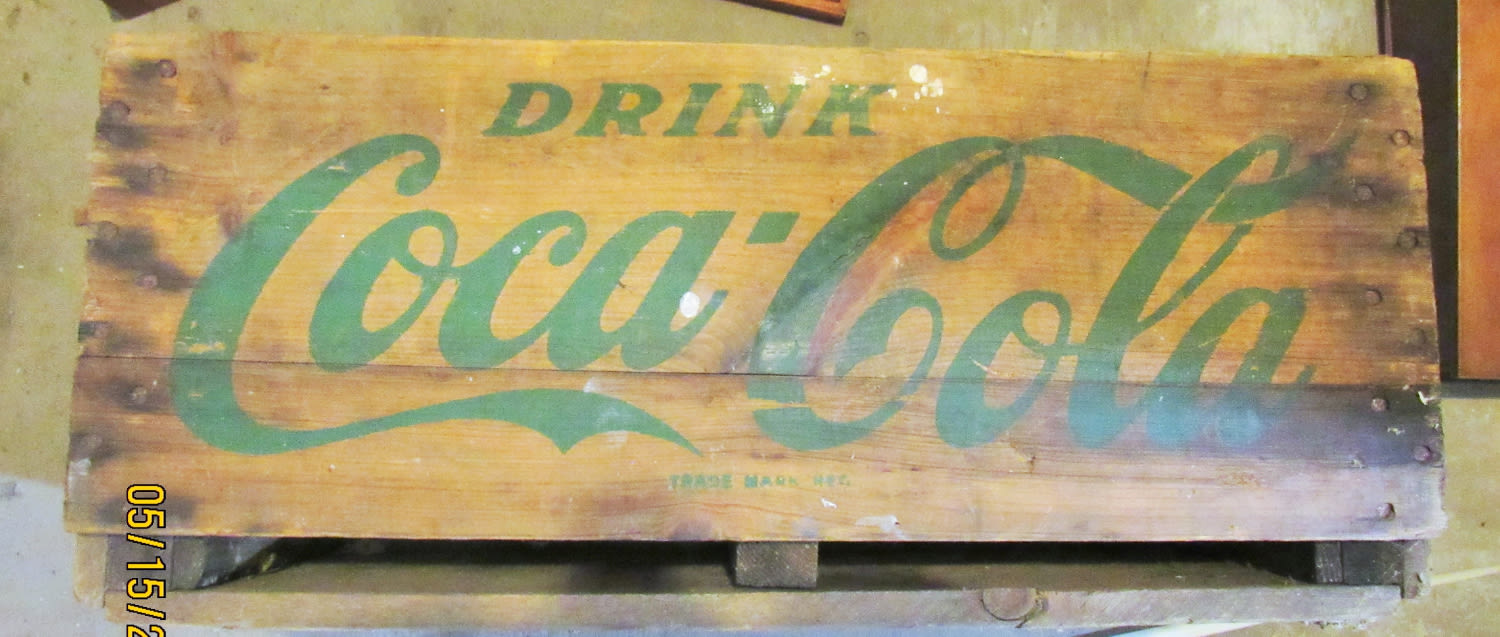 DRINK
Coca-Cola
TRADE MARK REG.
05/15/2